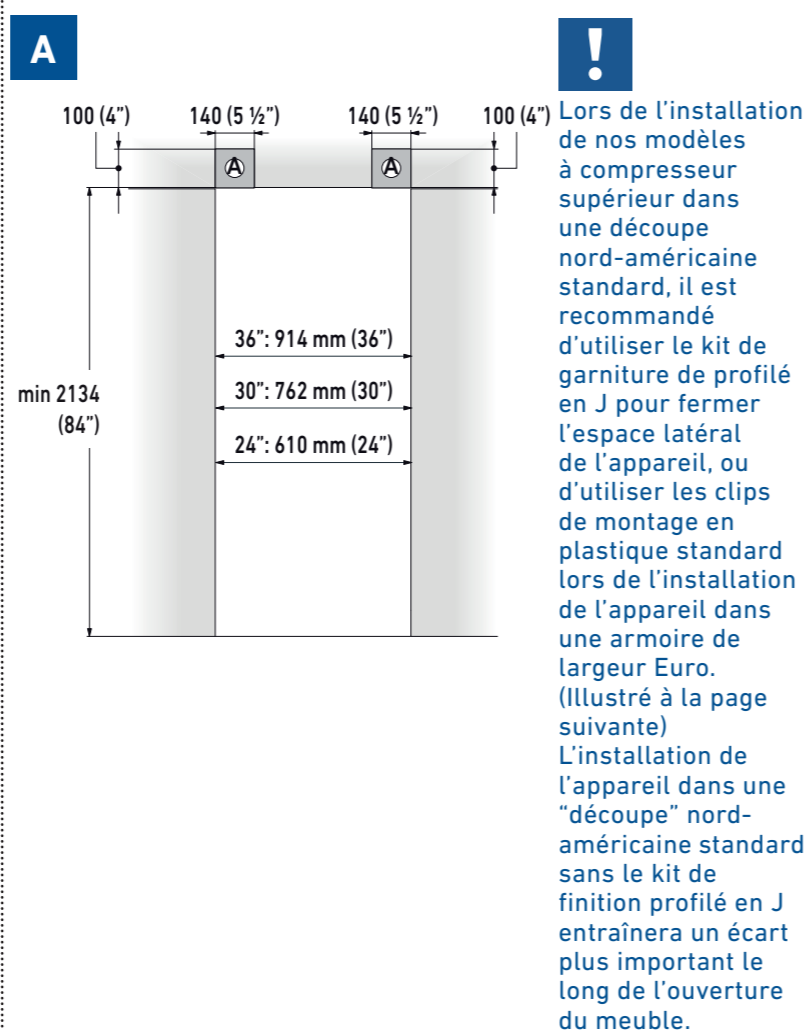 A
!
100 (4”)
140 (5 ½”)
140 (5 ½”)
100 (4”)
A
A
36”: 914 mm (36”)
30”: 762 mm (30”)
24”: 610 mm (24”)
min 2134
(84”)
Lors de l’installation
de nos modèles
à compresseur
supérieur dans
une découpe
nord-américaine
standard, il est
recommandé
d’utiliser le kit de
garniture de profilé
en J pour fermer
l’espace latéral
de l’appareil, ou
d’utiliser les clips
de montage en
plastique standard
lors de l’installation
de l’appareil dans
une armoire de
largeur Euro.
(Illustré à la page
suivante)
L’installation de
l’appareil dans une
“découpe” nord-
américaine standard
sans le kit de
finition profilé en J
entraînera un écart
plus important le
long de l’ouverture
du meuble.